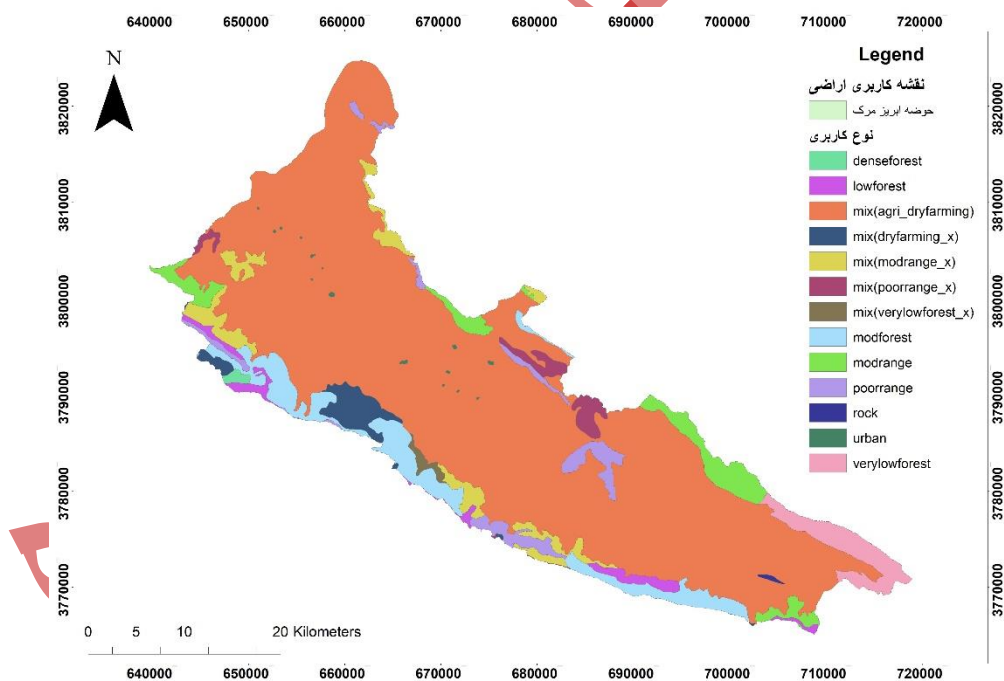 640000 650000 660000 670000 680000 690000 700000 710000 720000
N
Legend
نقشه کاربری اراضی
حوضه ابریز مرک
نوع کاربری
denseforest
lowforest
mix(agri_dryfarming)
mix(dryfarming_x)
mix(modrange_x)
mix(poorrange_x)
mix(verylowforest_x)
modforest
modrange
poorrange
rock
urban
verylowforest
3820000
3810000
3800000
3790000
3780000
3770000
3820000
3810000
3800000
3790000
3780000
3770000
0 5 10 20 Kilometers
640000 650000 660000 670000 680000 690000 700000 710000 720000